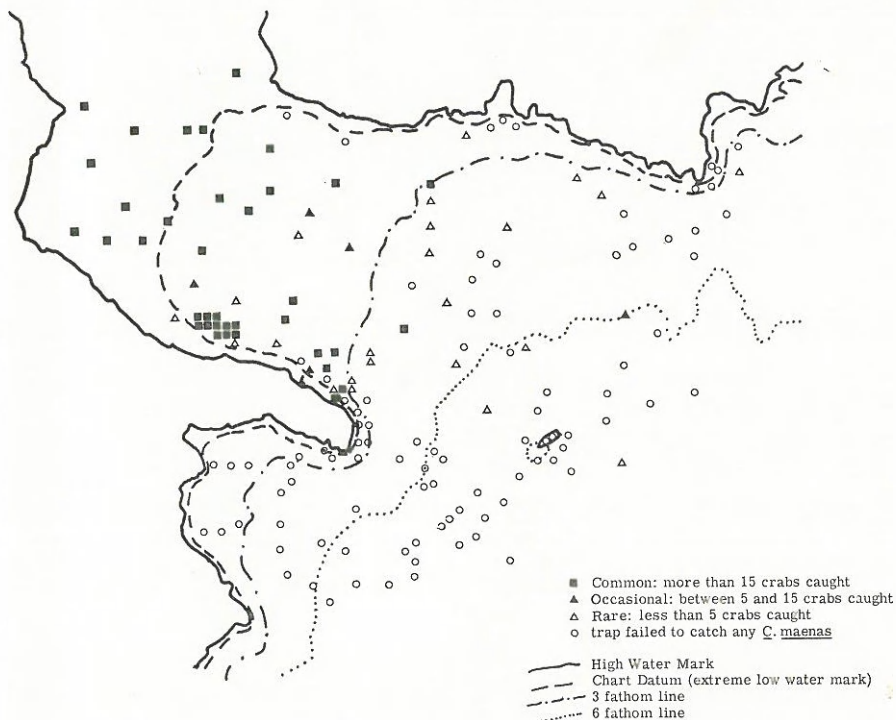 Common: more than 15 crabs caught
Occasional: between 5 and 15 crabs caught
Rare: less than 5 crabs caught
trap failed to catch any C. maenas
High Water Mark
Chart Datum (extreme low water mark)
3 fathom line
6 fathom line